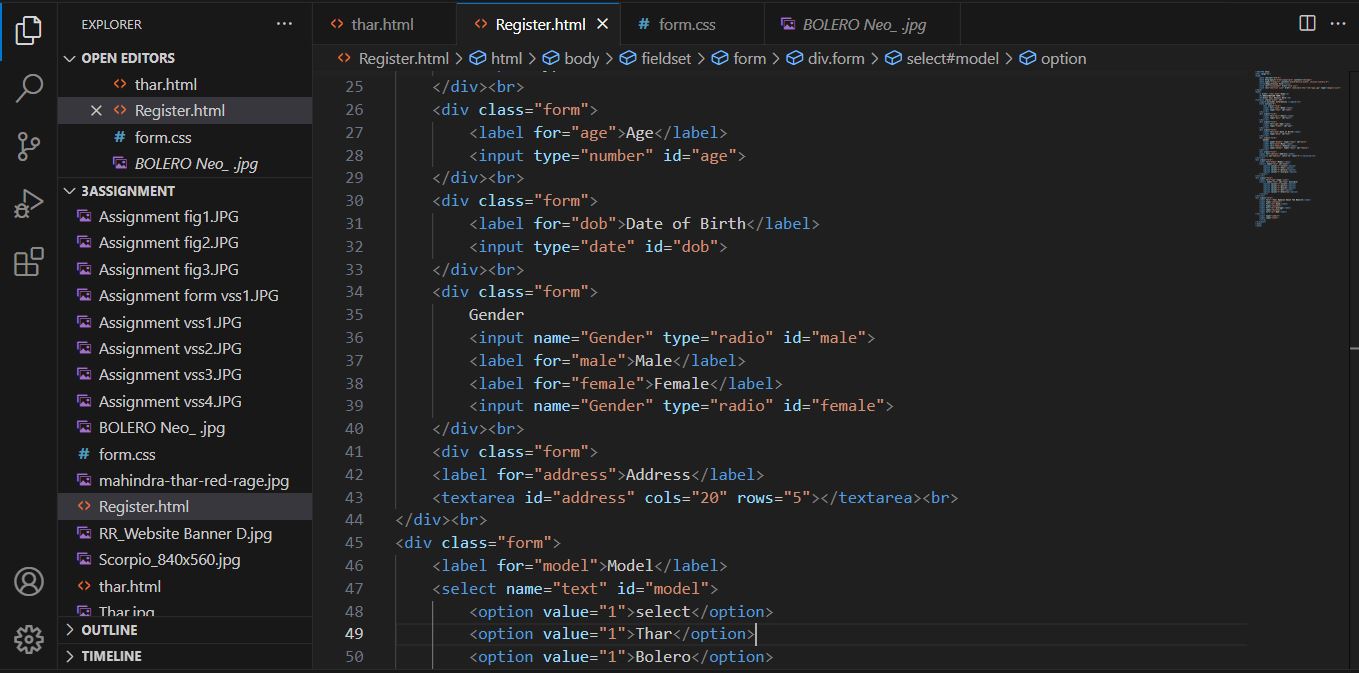 EXPLORER
OPEN EDITORS
thar.html
Register.html
form.css
BOLERO Neo_ .jpg
3ASSIGNMENT
Assignment fig1.JPG
Assignment fig2.JPG
Assignment fig3.JPG
Assignment form vss1.JPG
Assignment vss1.JPG
Assignment vss2.JPG
Assignment vss3.JPG
Assignment vss4.JPG
BOLERO Neo_ .jpg
form.css
mahindra-thar-red-rage.jpg
Register.html
RR_Website Banner D.jpg
Scorpio_840x560.jpg
thar.html
OUTLINE
TIMELINE
thar.html Register.html form.css BOLERO Neo_ .jpg
Register.html > html > body > fieldset > form > div.form > select#model > option
25 </div><br>
26 <div class="form">
27 <label for="age">Age</label>
28 <input type="number" id="age">
29 </div><br>
30 <div class="form">
31 <label for="dob">Date of Birth</label>
32 <input type="date" id="dob">
33 </div><br>
34 <div class="form">
35 Gender
36 <input name="Gender" type="radio" id="male">
37 <label for="male">Male</label>
38 <label for="female">Female</label>
39 <input name="Gender" type="radio" id="female">
40 </div><br>
41 <div class="form">
42 <label for="address">Address</label>
43 <textarea id="address" cols="20" rows="5"></textarea><br>
44 </div><br>
45 <div class="form">
46 <label for="model">Model</label>
47 <select name="text" id="model">
48 <option value="1">select</option>
49 <option value="1">Thar</option>
50 <option value="1">Bolero</option>